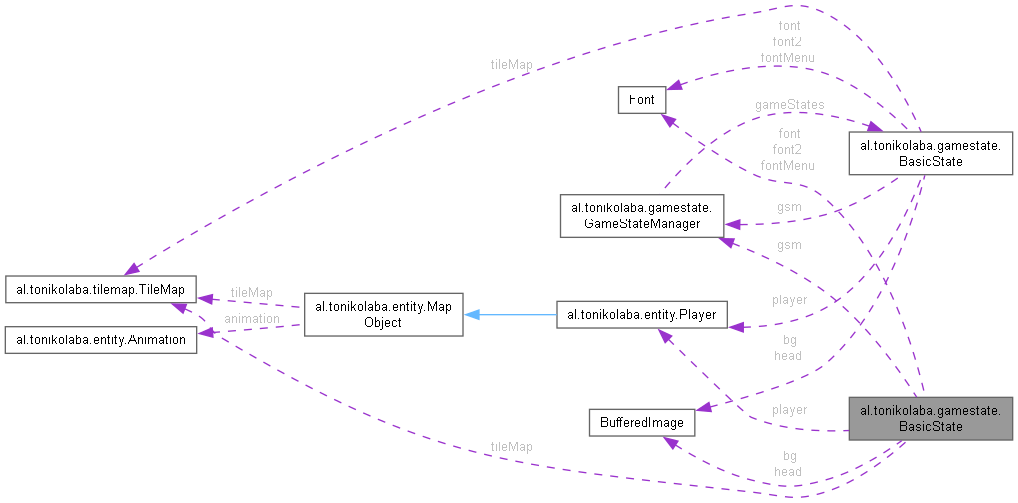 font
font2
fontMenu
tileMap
Font
gameStates
font
font2
fontMenu
al.tonikolaba.gamestate.
BasicState
al.tonikolaba.gamestate.
GameStateManager
gsm
gsm
al.tonikolaba.tilemap.TileMap
tileMap
al.tonikolaba.entity.Map
Object
animation
al.tonikolaba.entity.Animation
al.tonikolaba.entity.Player
player
bg
head
player
BufferedImage
al.tonikolaba.gamestate.
BasicState
tileMap
bg
head